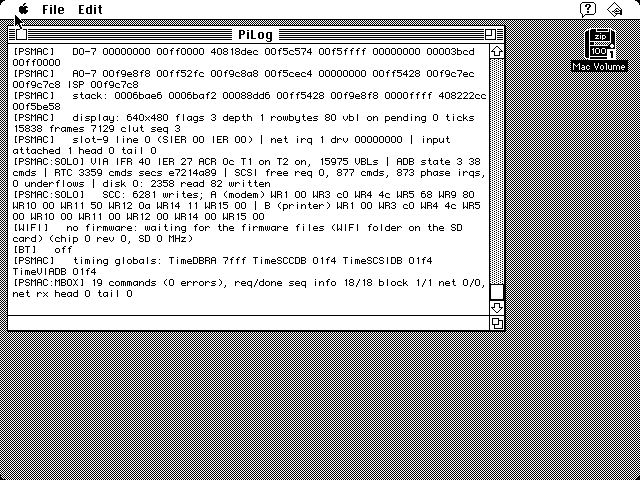 File Edit
PiLog
[PSMAC] D0-7 00000000 00ff0000 40818dec 00f5c574 00f5ffff 00000000 00003bcd
00ff0000
[PSMAC] A0-7 00f9e8f8 00ff52fc 00f9c8a8 00f5cec4 00000000 00ff5428 00f9c7ec
00f9c7c8 ISP 00f9c7c8
[PSMAC] stack: 0006bae6 0006baf2 00088dd6 00ff5428 00f9e8f8 0000ffff 408222cc
00f5be58
[PSMAC] display: 640x480 flags 3 depth 1 rowbytes 80 vbl on pending 0 ticks
15838 frames 7129 clut seq 3
[PSMAC] slot-9 line 0 (SIER 00 IER 00) | net irq 1 drv 00000000 | input
attached 1 head 0 tail 0
[PSMAC:SOLO] VIA IFR 40 IER 27 ACR 0c T1 on T2 on, 15975 VBLs | ADB state 3 38
cmds | RTC 3359 cmds secs e7214a89 | SCSI free req 0, 877 cmds, 873 phase irqs,
0 underflows | disk 0: 2358 read 82 written
[PSMAC:SOLO] SCC: 6281 writes; A (modem) WR1 00 WR3 c0 WR4 4c WR5 68 WR9 80
WR10 00 WR11 50 WR12 0a WR14 11 WR15 00 | B (printer) WR1 00 WR3 c0 WR4 4c WR5
00 WR10 00 WR11 00 WR12 00 WR14 00 WR15 00
[WIFI] no firmware: waiting for the firmware files (WIFI folder on the SD
card) (chip 0 rev 0, SD 0 MHz)
[BT] off
[PSMAC] timing globals: TimeDBRA 7fff TimeSCCDB 01f4 TimeSCSIDB 01f4
TimeVIADB 01f4
[PSMAC:MBOX] 19 commands (0 errors), req/done seq info 18/18 block 1/1 net 0/0,
net rx head 0 tail 0
zip
100
Mac Volume